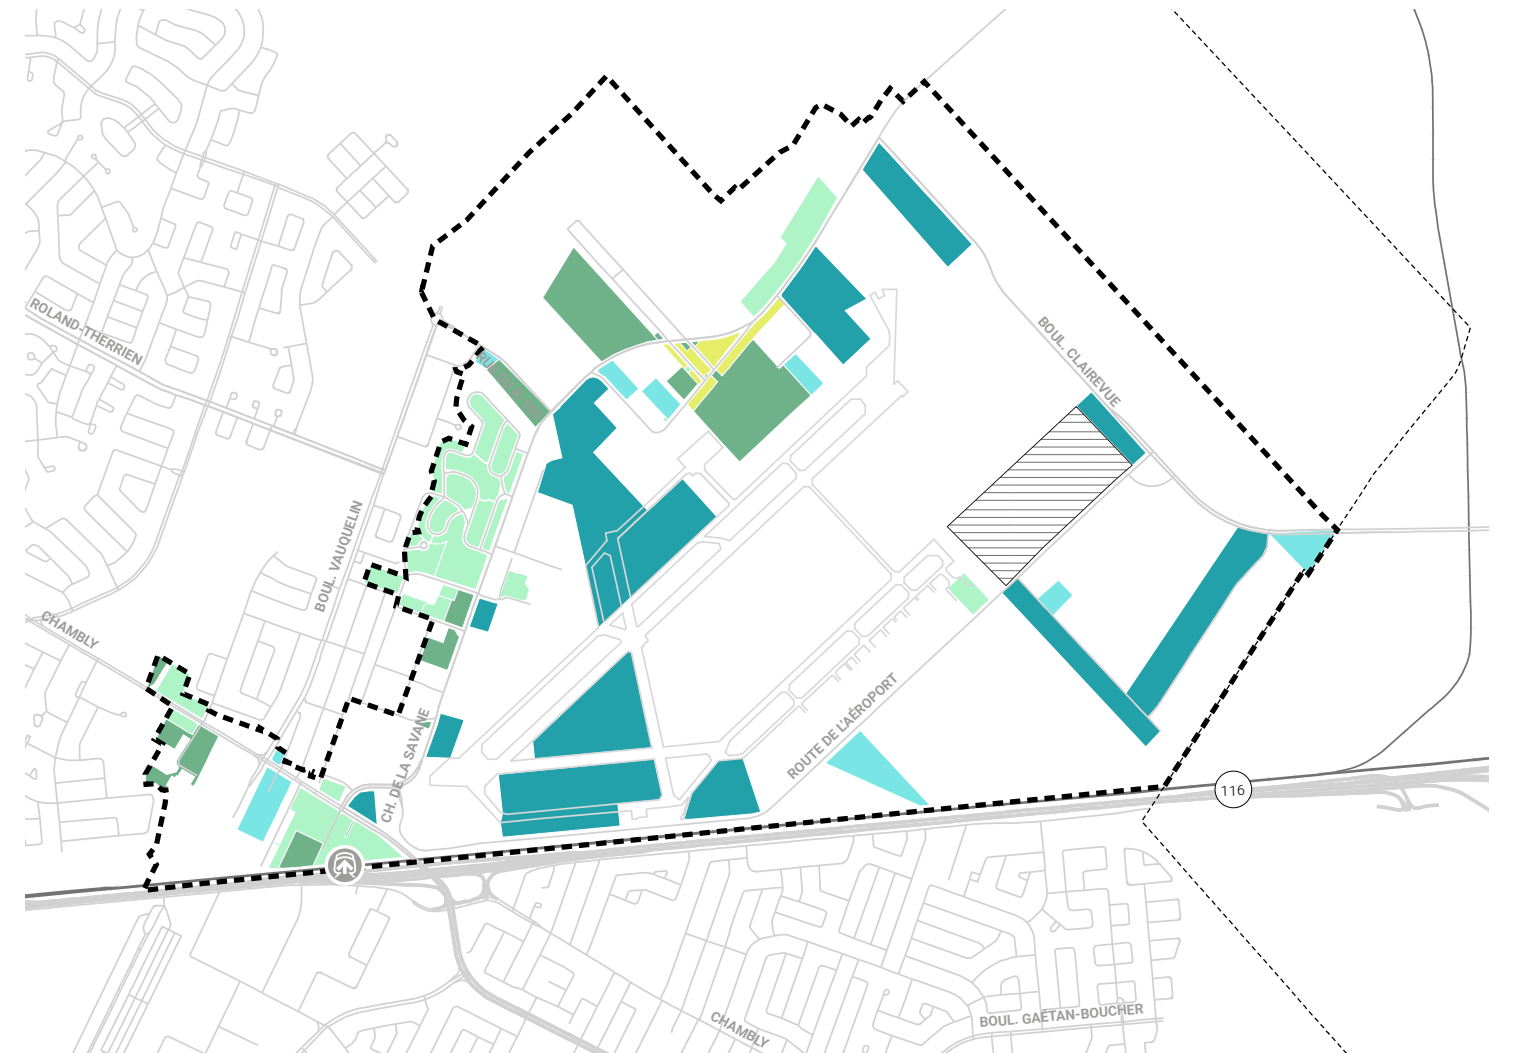 ROLAND-THERRIEN
BOUL. CLAIREVUE
BOUL. VAUQUELIN
CHAMBLY
ROUTE DE L'AÉROPORT
CH. DE LA SAVANE
116
CHAMBLY
BOUL. GAÉTAN-BOUCHER